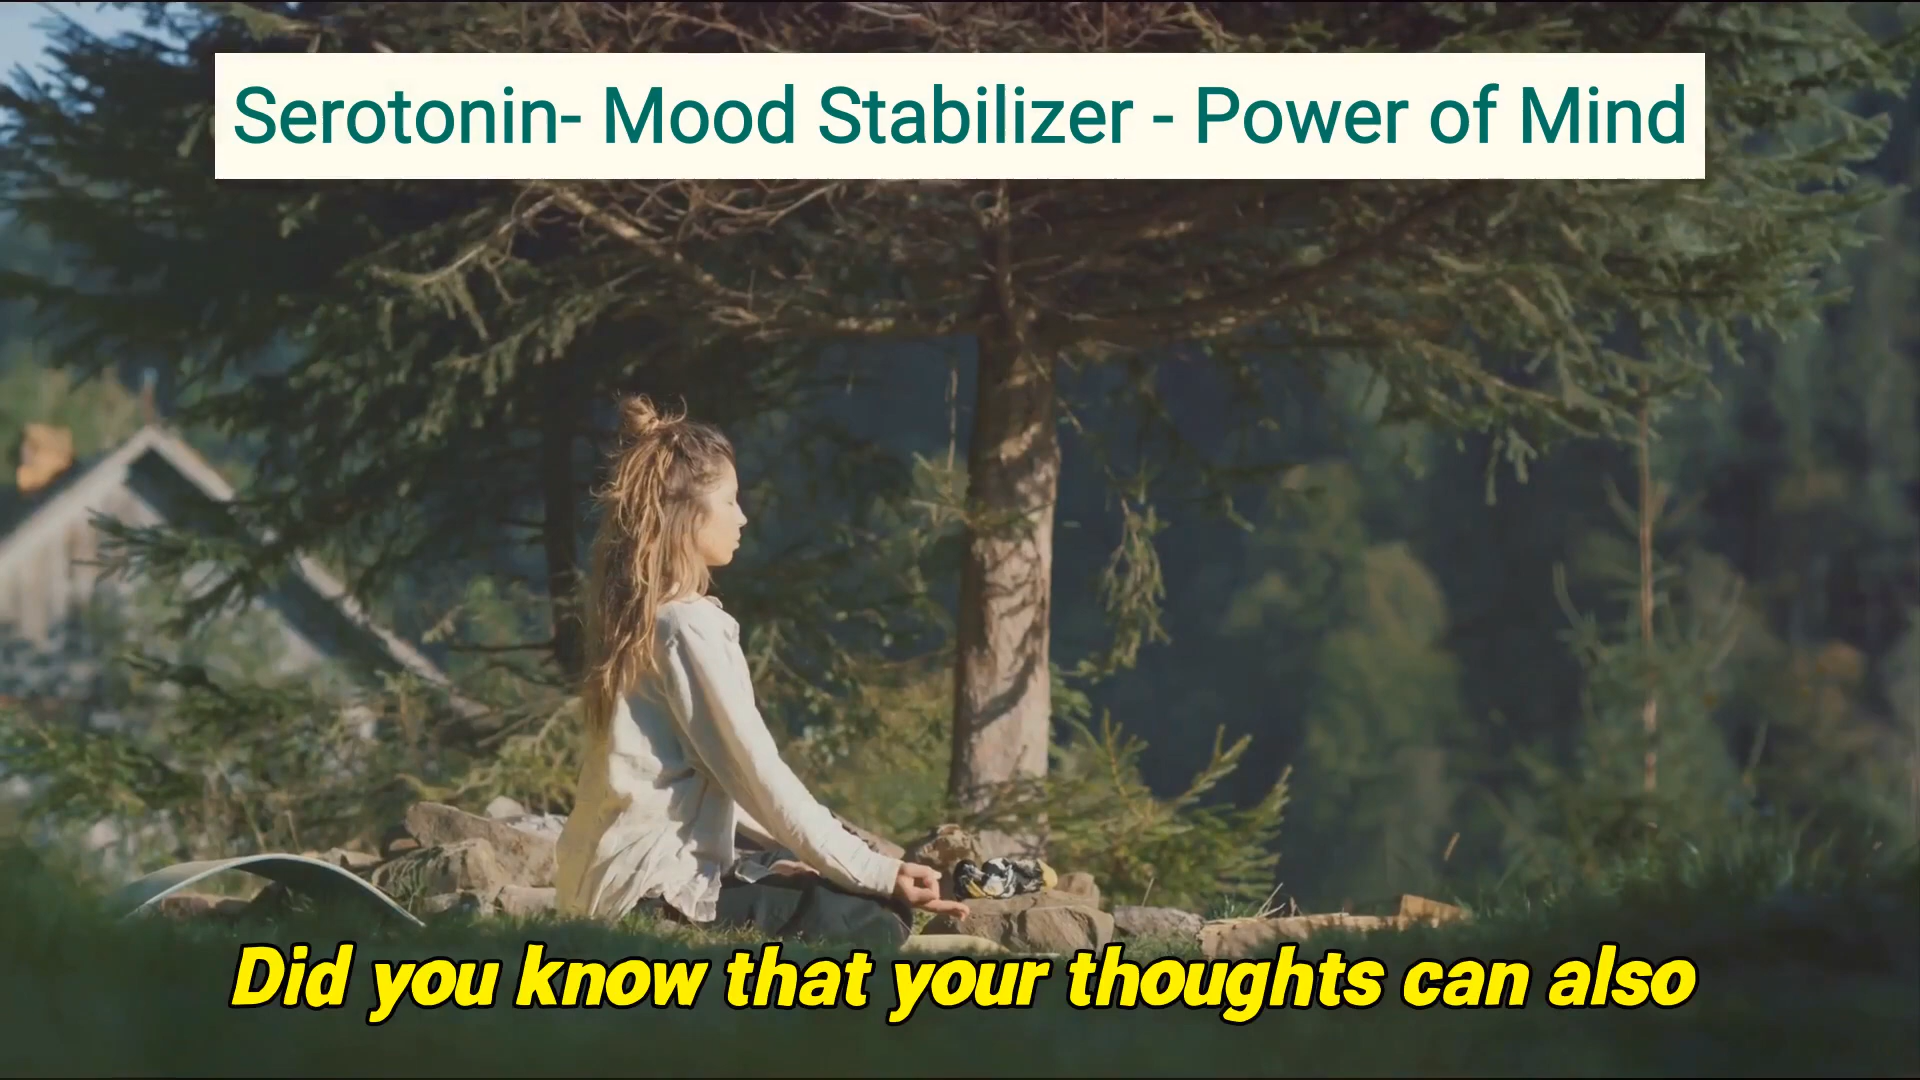 Serotonin- Mood Stabilizer - Power of Mind
Did you know that your thoughts can also